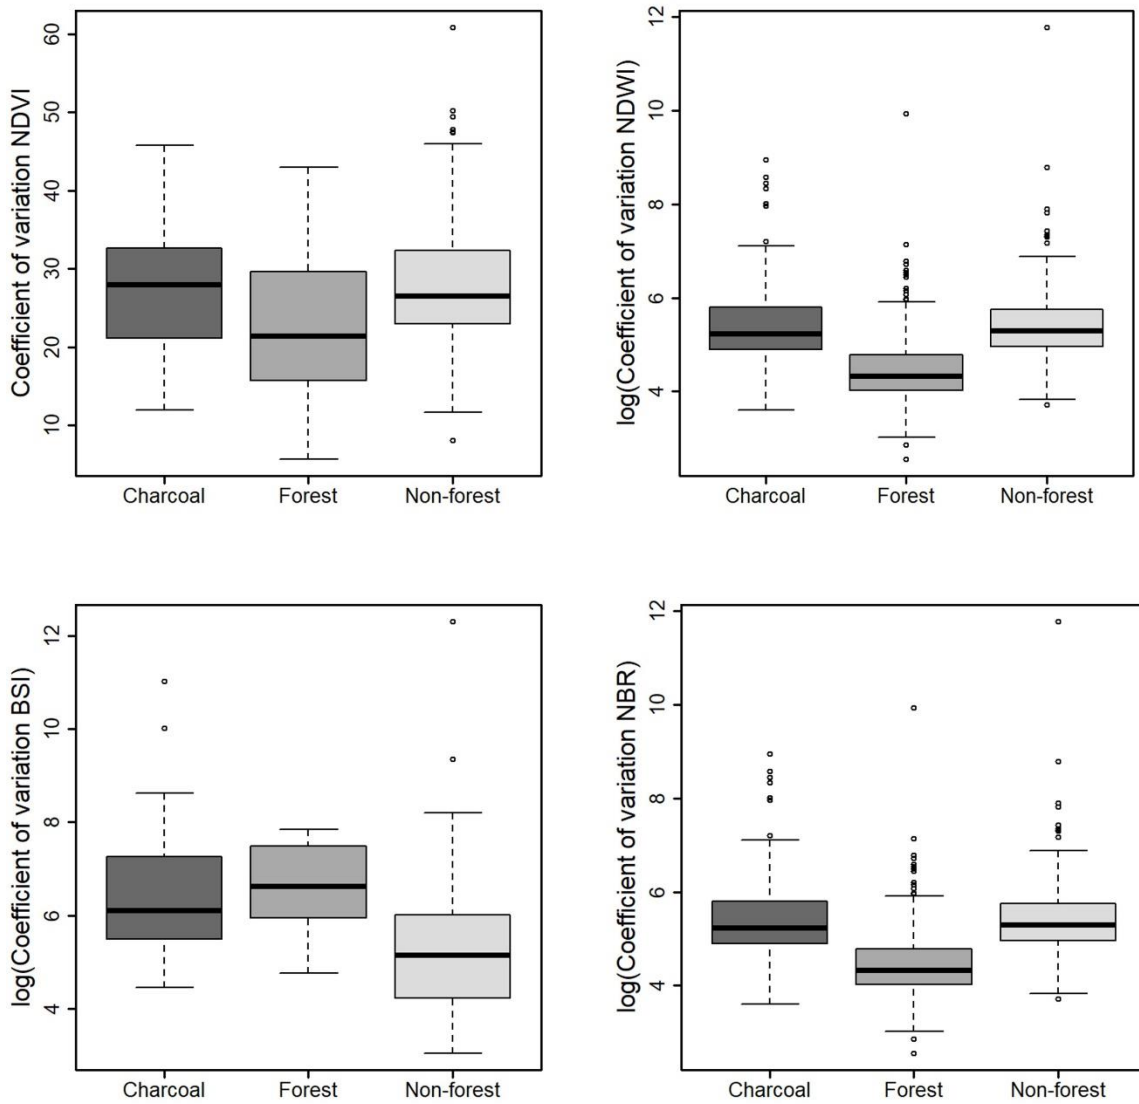 Coefficient of variation NDVI
60
50
40
30
20
10
Charcoal Forest Non-forest
log(Coefficient of variation NDWI)
12
10
8
6
4
Charcoal Forest Non-forest
log(Coefficient of variation BSI)
12
10
8
6
4
Charcoal Forest Non-forest
log(Coefficient of variation NBR)
12
10
8
6
4
Charcoal Forest Non-forest